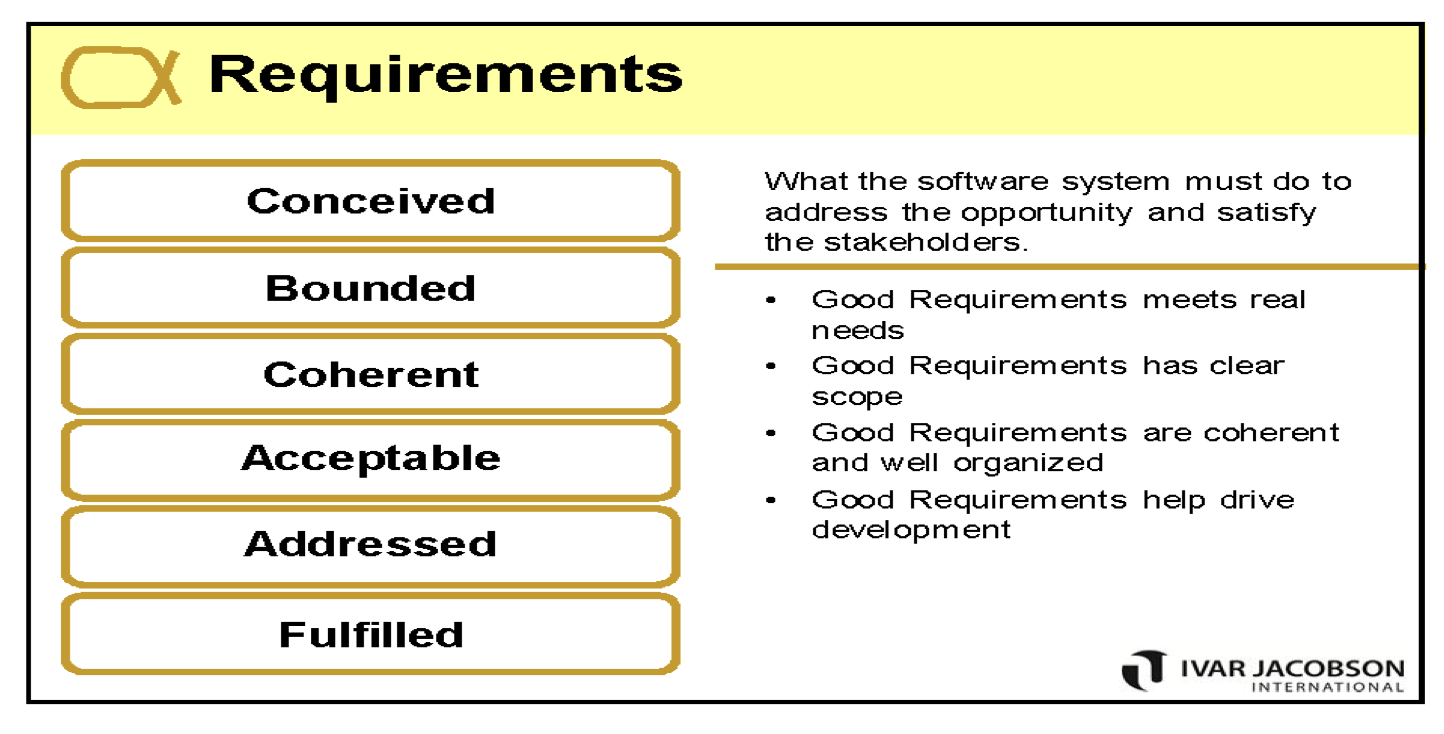 Requirements
Conceived
Bounded
Coherent
Acceptable
Addressed
Fulfilled
What the software system must do to
address the opportunity and satisfy
the stakeholders.
• Good Requirements meets real
needs
• Good Requirements has clear
scope
• Good Requirements are coherent
and well organized
• Good Requirements help drive
development
IVAR JACOBSON
INTERNATIONAL